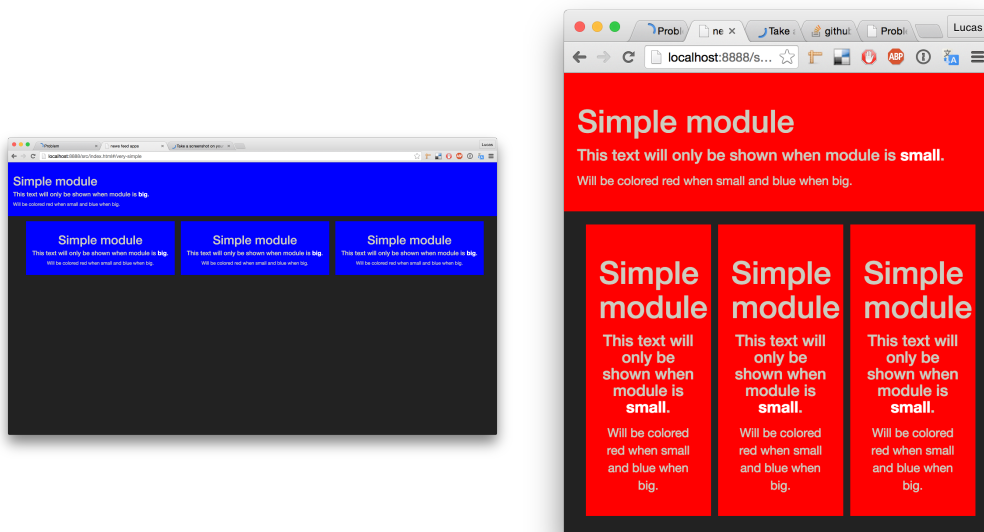 Problem
news feed apps
Take a screenshot on you
Lucas
localhost:8888/src/index.html#/very-simple
Simple module
This text will only be shown when module is big.
Will be colored red when small and blue when big.
Simple module
This text will only be shown when module is big.
Will be colored red when small and blue when big.
Simple module
This text will only be shown when module is big.
Will be colored red when small and blue when big.
Simple module
This text will only be shown when module is big.
Will be colored red when small and blue when big.
Probl
ne
Take
github
Probl
Lucas
localhost:8888/s...
ABP
Simple module
This text will only be shown when module is small.
Will be colored red when small and blue when big.
Simple
module
This text will
only be
shown when
module is
small.
Will be colored
red when small
and blue when
big.
Simple
module
This text will
only be
shown when
module is
small.
Will be colored
red when small
and blue when
big.
Simple
module
This text will
only be
shown when
module is
small.
Will be colored
red when small
and blue when
big.